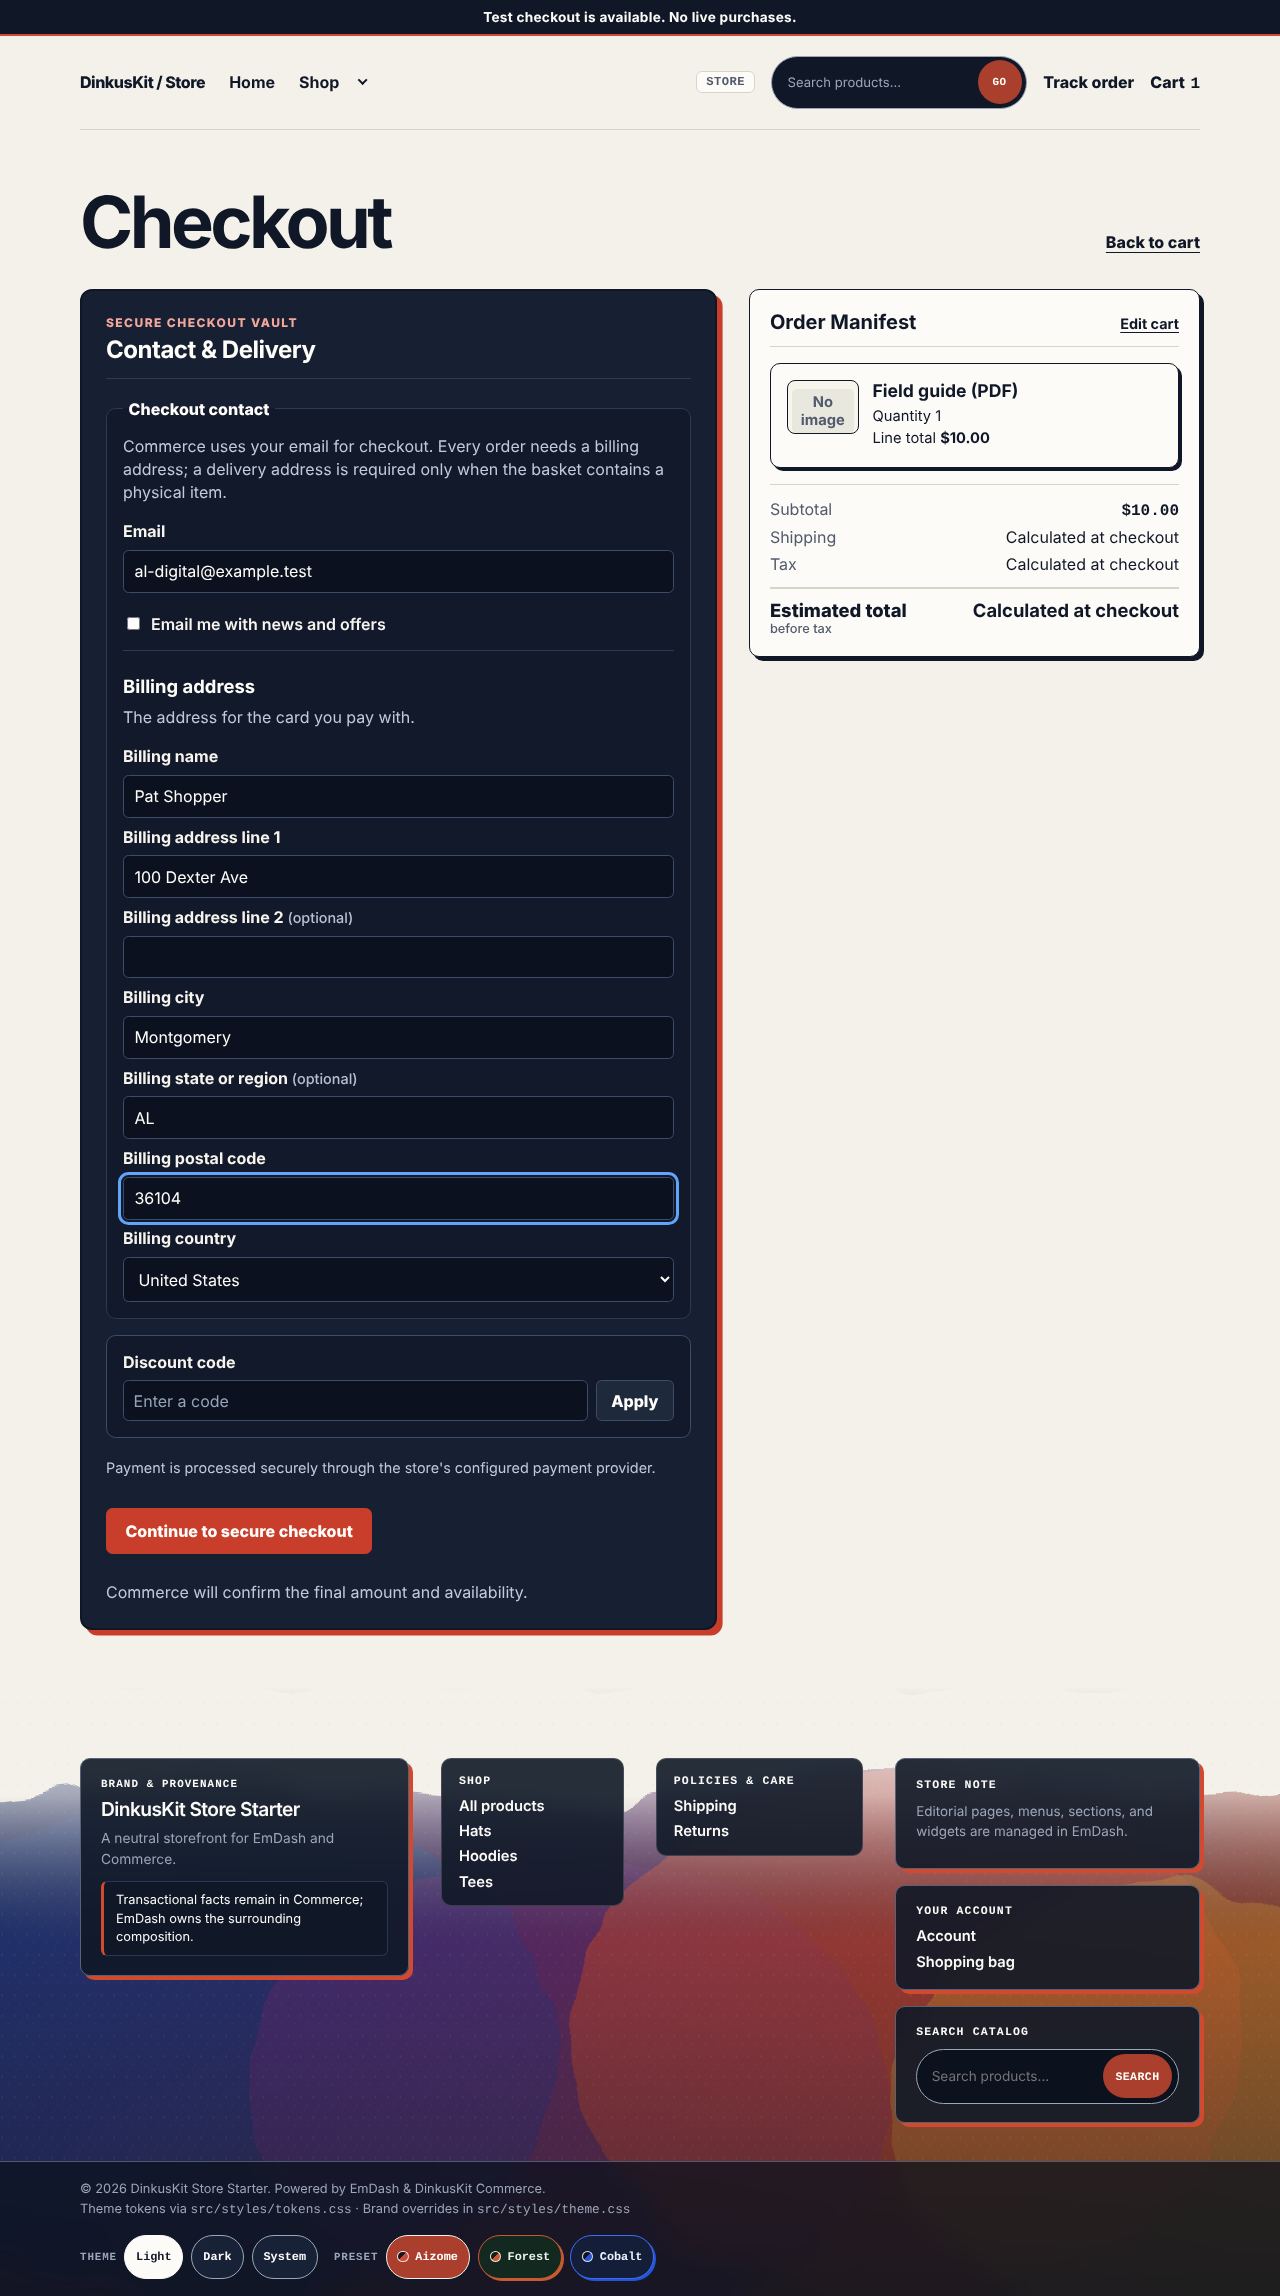 Test checkout is available. No live purchases.
DinkusKit / Store Home Shop STORE Search products... GO Track order Cart 1
Checkout
Back to cart
SECURE CHECKOUT VAULT
Contact & Delivery
Checkout contact
Commerce uses your email for checkout. Every order needs a billing
address; a delivery address is required only when the basket contains a
physical item.
Email
al-digital@example.test
Email me with news and offers
Billing address
The address for the card you pay with.
Billing name
Pat Shopper
Billing address line 1
100 Dexter Ave
Billing address line 2 (optional)
Billing city
Montgomery
Billing state or region (optional)
AL
Billing postal code
36104
Billing country
United States
Discount code
Enter a code Apply
Payment is processed securely through the store's configured payment provider.
Continue to secure checkout
Commerce will confirm the final amount and availability.
Order Manifest Edit cart
No
image
Field guide (PDF)
Quantity 1
Line total $10.00
Subtotal $10.00
Shipping Calculated at checkout
Tax Calculated at checkout
Estimated total Calculated at checkout
before tax
BRAND & PROVENANCE
DinkusKit Store Starter
A neutral storefront for EmDash and
Commerce.
Transactional facts remain in Commerce;
EmDash owns the surrounding
composition.
SHOP
All products
Hats
Hoodies
Tees
POLICIES & CARE
Shipping
Returns
STORE NOTE
Editorial pages, menus, sections, and
widgets are managed in EmDash.
YOUR ACCOUNT
Account
Shopping bag
SEARCH CATALOG
Search products... SEARCH
© 2026 DinkusKit Store Starter. Powered by EmDash & DinkusKit Commerce.
Theme tokens via src/styles/tokens.css · Brand overrides in src/styles/theme.css
THEME Light Dark System PRESET Aizome Forest Cobalt